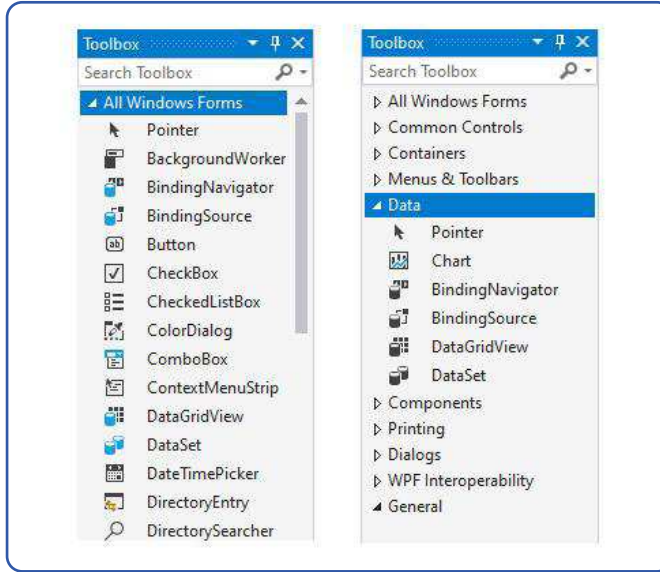 Toolbox
Search Toolbox
All Windows Forms
Pointer
BackgroundWorker
BindingNavigator
BindingSource
ab
Button
CheckBox
CheckedListBox
ColorDialog
ComboBox
ContextMenuStrip
DataGridView
DataSet
DateTimePicker
DirectoryEntry
DirectorySearcher
Toolbox
Search Toolbox
All Windows Forms
Common Controls
Containers
Menus & Toolbars
Data
Pointer
Chart
BindingNavigator
BindingSource
DataGridView
DataSet
Components
Printing
Dialogs
WPF Interoperability
General